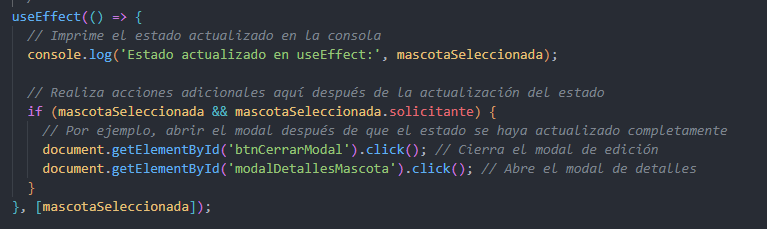 useEffect(() => {
// Imprime el estado actualizado en la consola
console.log('Estado actualizado en useEffect:', mascotaSeleccionada);
// Realiza acciones adicionales aquí después de la actualización del estado
if (mascotaSeleccionada && mascotaSeleccionada.solicitante) {
// Por ejemplo, abrir el modal después de que el estado se haya actualizado completamente
document.getElementById('btnCerrarModal').click(); // Cierra el modal de edición
document.getElementById('modalDetallesMascota').click(); // Abre el modal de detalles
}
}, [mascotaSeleccionada]);